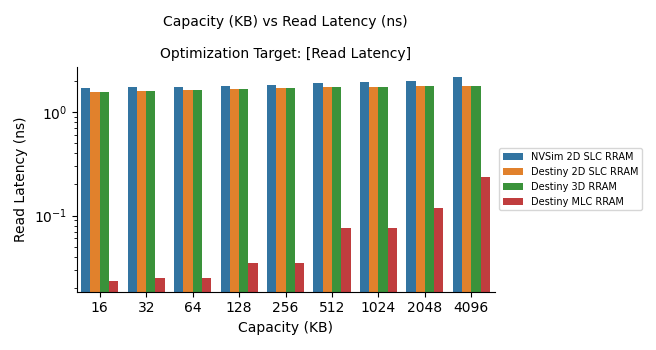 Capacity (KB) vs Read Latency (ns)
Optimization Target: [Read Latency]
Read Latency (ns)
10⁰
10⁻¹
NVSim 2D SLC RRAM
Destiny 2D SLC RRAM
Destiny 3D RRAM
Destiny MLC RRAM
16 32 64 128 256 512 1024 2048 4096
Capacity (KB)